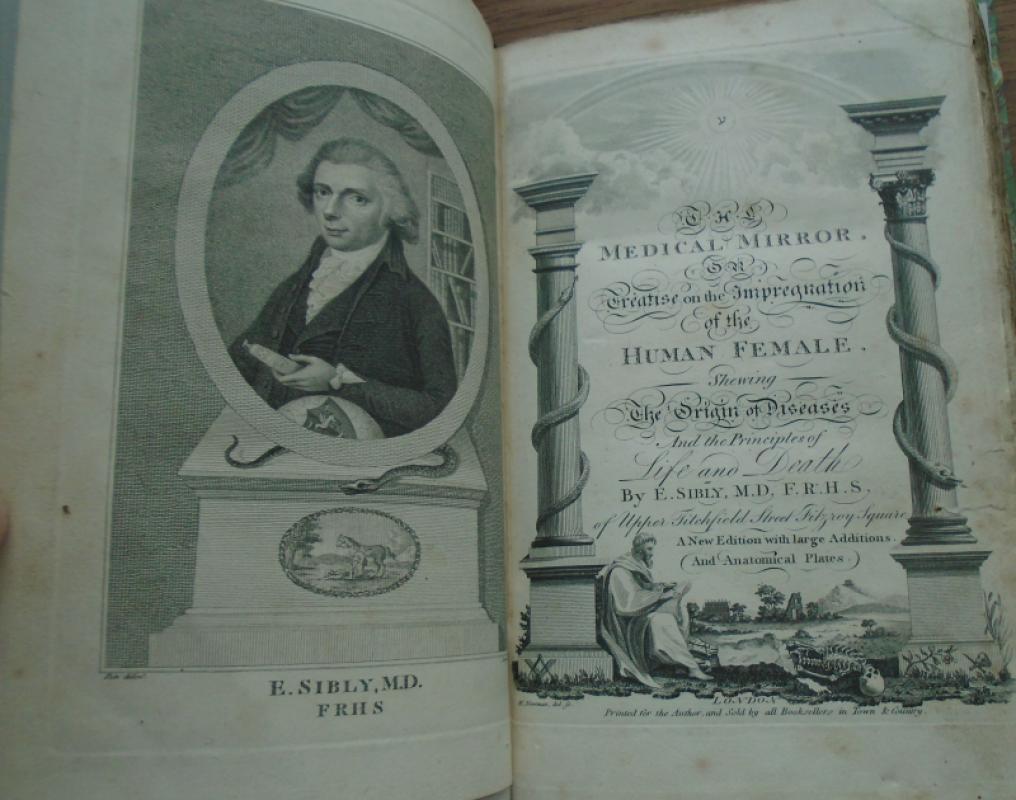 E. SIBLY, M.D.
FRHS
THE
MEDICAL MIRROR.
OR
Treatise on the Impregnation
of the
HUMAN FEMALE.
Shewing
The Origin of Diseases
And the Principles of
Life and Death
By E. SIBLY, M.D. F.R.H.S.
of Upper Titchfield Street Fitzroy Square
A New Edition with large Additions.
And Anatomical Plates.
LONDON
Printed for the Author, and Sold by all Booksellers in Town & Country.